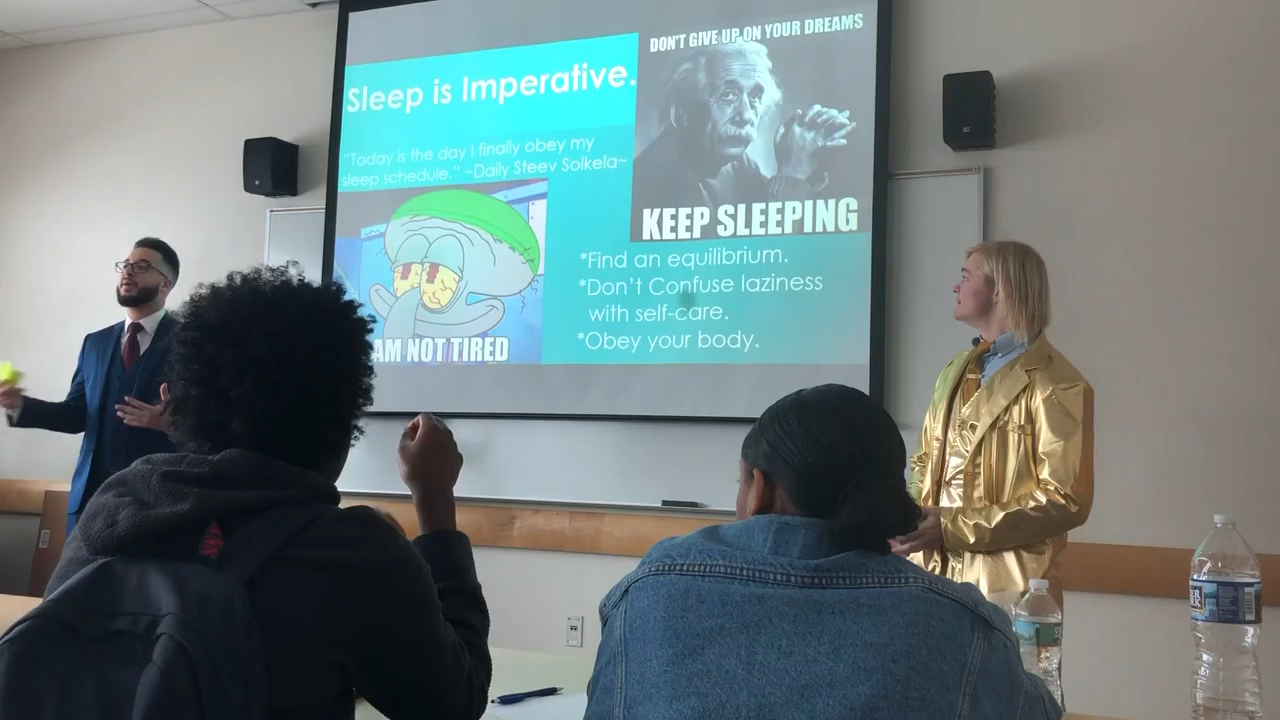 DON'T GIVE UP ON YOUR DREAMS
Sleep is Imperative.
"Today is the day I finally obey my
sleep schedule." ~Daily Steev Solkela~
KEEP SLEEPING
AM NOT TIRED
*Find an equilibrium.
*Don't Confuse laziness
with self-care.
*Obey your body.